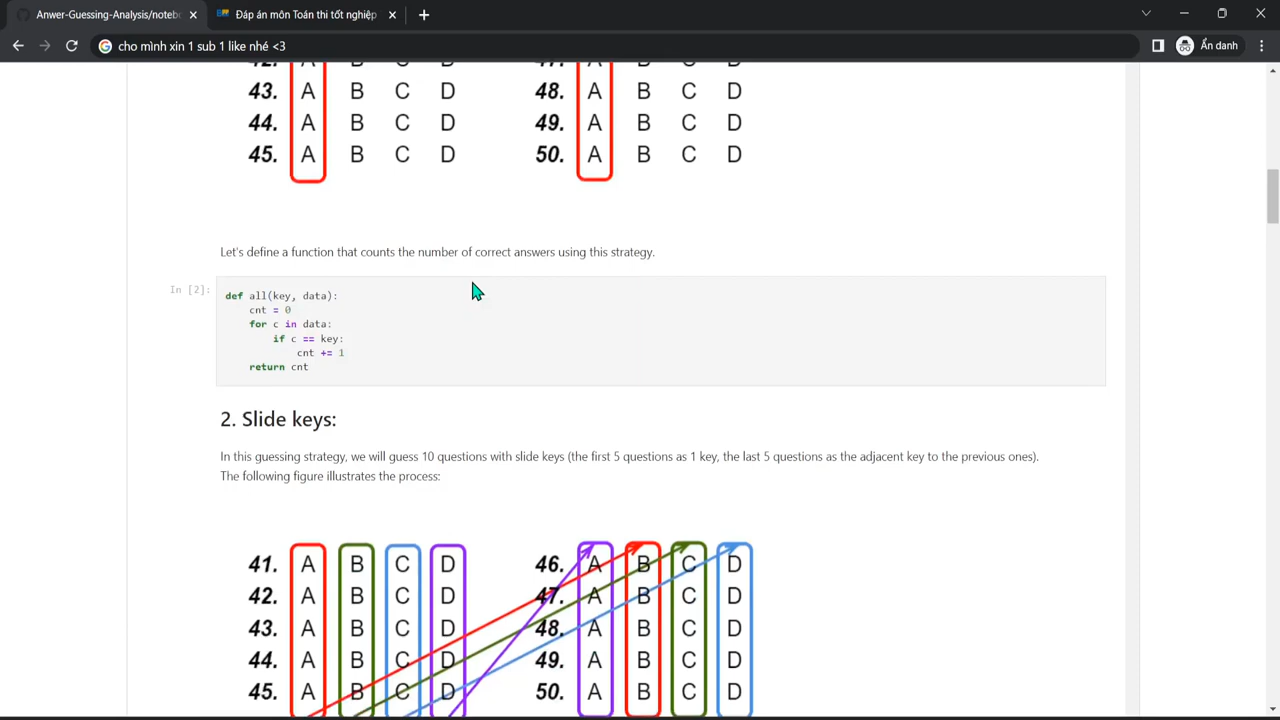 Anwer-Guessing-Analysis/notebo
Đáp án môn Toán thi tốt nghiệp
cho mình xin 1 sub 1 like nhé <3
Ẩn danh
43. A B C D 48. A B C D
44. A B C D 49. A B C D
45. A B C D 50. A B C D
Let's define a function that counts the number of correct answers using this strategy.
In [2]:
def all(key, data):
cnt = 0
for c in data:
if c == key:
cnt += 1
return cnt
2. Slide keys:
In this guessing strategy, we will guess 10 questions with slide keys (the first 5 questions as 1 key, the last 5 questions as the adjacent key to the previous ones).
The following figure illustrates the process:
41. A B C D 46. A B C D
42. A B C D 47. A B C D
43. A B C D 48. A B C D
44. A B C D 49. A B C D
45. A B C D 50. A B C D